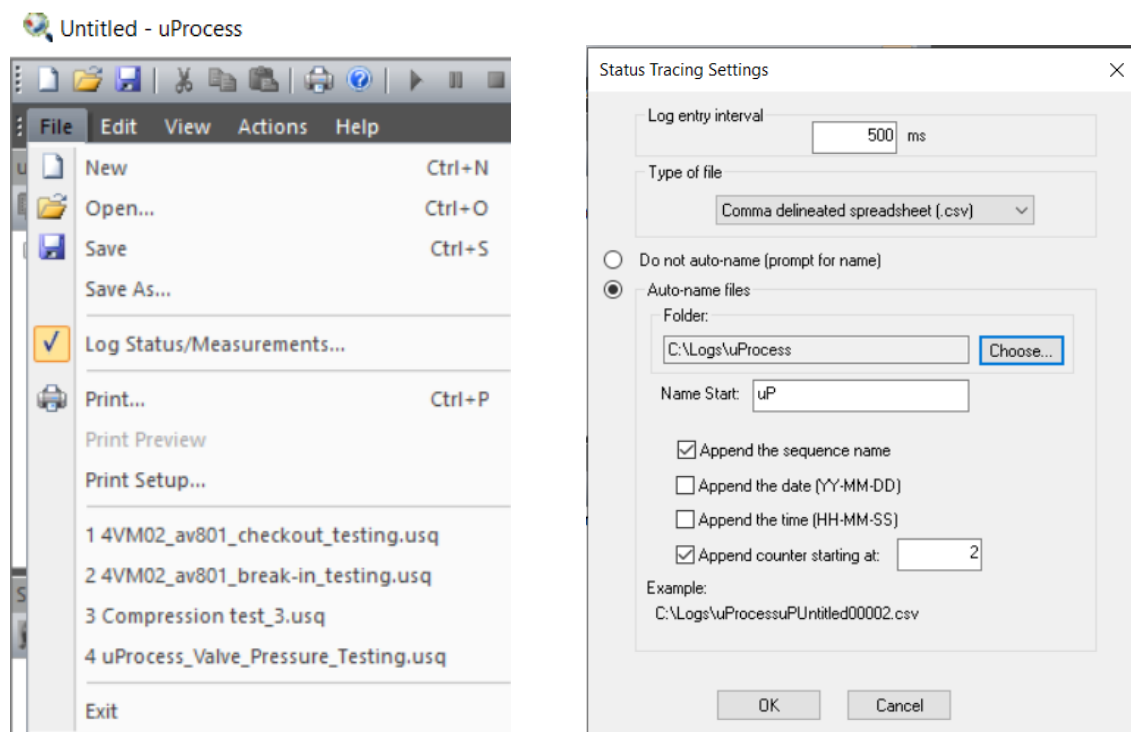 Untitled - uProcess
File Edit View Actions Help
New Ctrl+N
Open... Ctrl+O
Save Ctrl+S
Save As...
Log Status/Measurements...
Print... Ctrl+P
Print Preview
Print Setup...
1 4VM02_av801_checkout_testing.usq
2 4VM02_av801_break-in_testing.usq
3 Compression test_3.usq
4 uProcess_Valve_Pressure_Testing.usq
Exit
Status Tracing Settings
Log entry interval
500 ms
Type of file
Comma delineated spreadsheet (.csv)
Do not auto-name (prompt for name)
Auto-name files
Folder:
C:\Logs\uProcess Choose...
Name Start: uP
Append the sequence name
Append the date (YY-MM-DD)
Append the time (HH-MM-SS)
Append counter starting at: 2
Example:
C:\Logs\uProcessuPUntitled00002.csv
OK Cancel